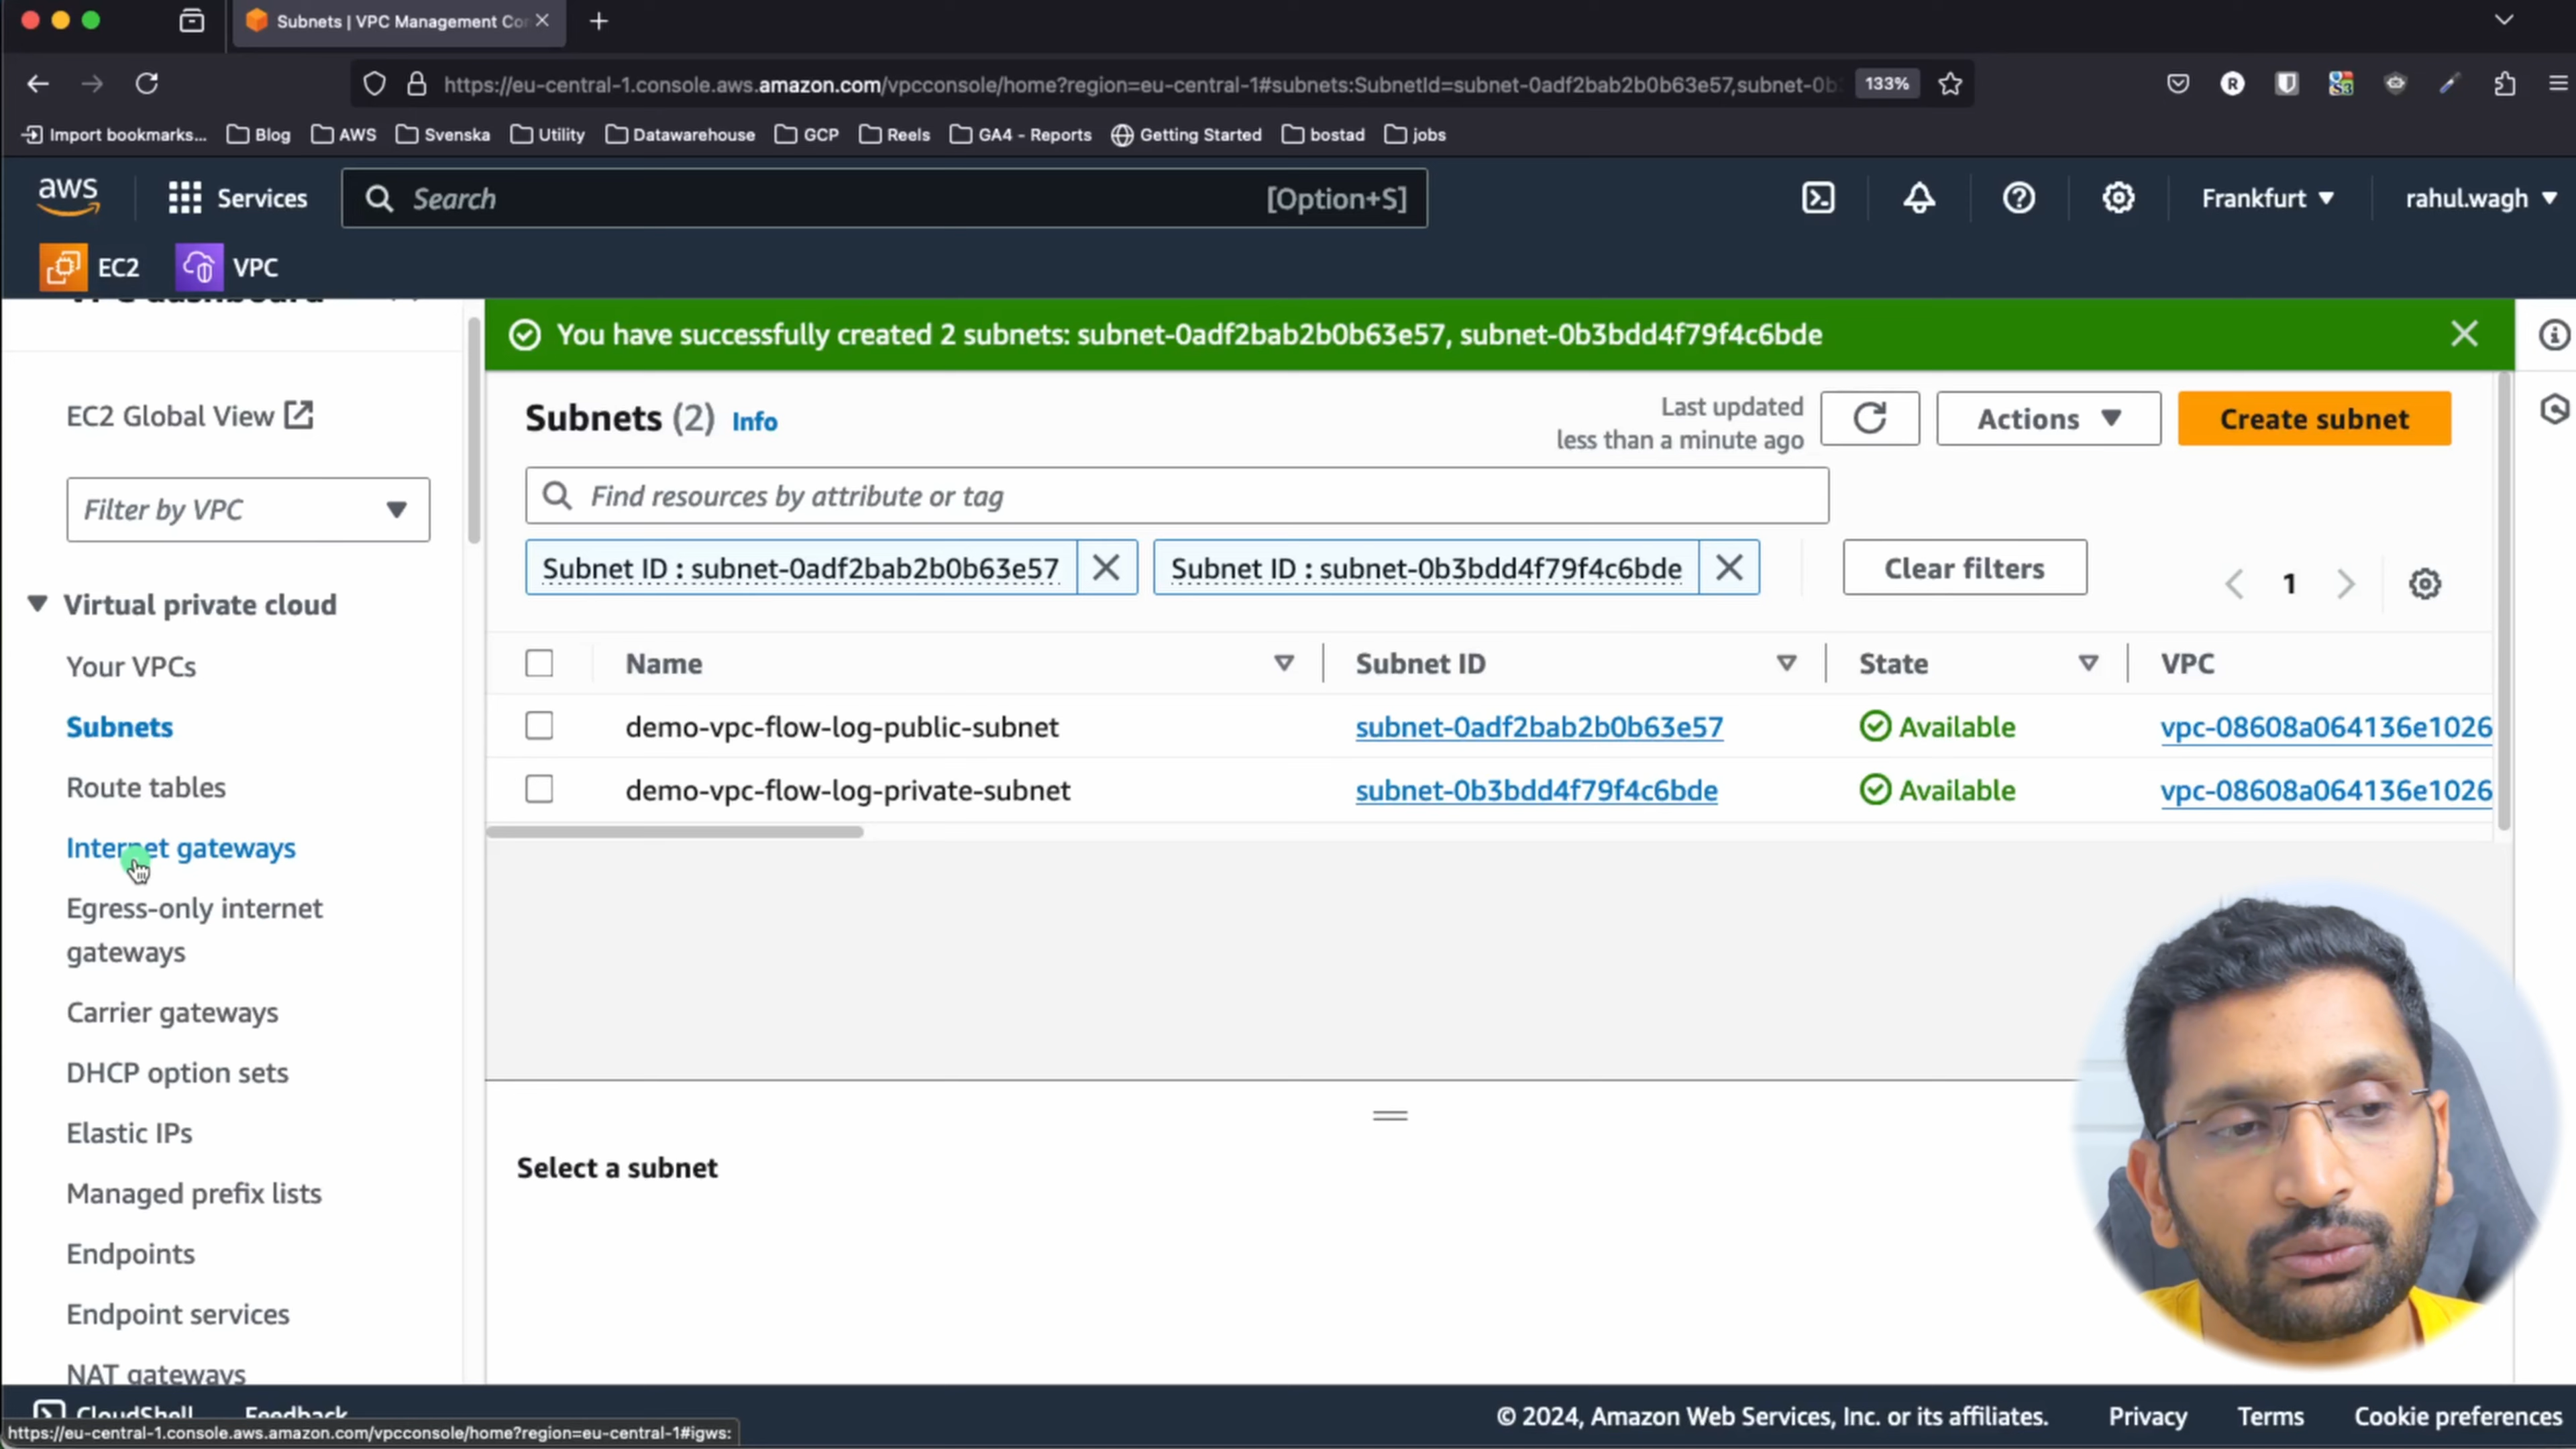 Subnets | VPC Management Co
https://eu-central-1.console.aws.amazon.com/vpcconsole/home?region=eu-central-1#subnets:SubnetId=subnet-0adf2bab2b0b63e57,subnet-0b
133%
Import bookmarks... Blog AWS Svenska Utility Datawarehouse GCP Reels GA4 - Reports Getting Started bostad jobs
aws Services Search [Option+S] Frankfurt rahul.wagh
EC2 VPC
VPC dashboard
You have successfully created 2 subnets: subnet-0adf2bab2b0b63e57, subnet-0b3bdd4f79f4c6bde
EC2 Global View
Filter by VPC
Virtual private cloud
Your VPCs
Subnets
Route tables
Internet gateways
Egress-only internet
gateways
Carrier gateways
DHCP option sets
Elastic IPs
Managed prefix lists
Endpoints
Endpoint services
NAT gateways
Subnets (2) Info
Last updated
less than a minute ago
Actions
Create subnet
Find resources by attribute or tag
Subnet ID : subnet-0adf2bab2b0b63e57
Subnet ID : subnet-0b3bdd4f79f4c6bde
Clear filters
1
Name Subnet ID State VPC
demo-vpc-flow-log-public-subnet subnet-0adf2bab2b0b63e57 Available vpc-08608a064136e1026
demo-vpc-flow-log-private-subnet subnet-0b3bdd4f79f4c6bde Available vpc-08608a064136e1026
Select a subnet
CloudShell Feedback © 2024, Amazon Web Services, Inc. or its affiliates. Privacy Terms Cookie preferences
https://eu-central-1.console.aws.amazon.com/vpcconsole/home?region=eu-central-1#igws: